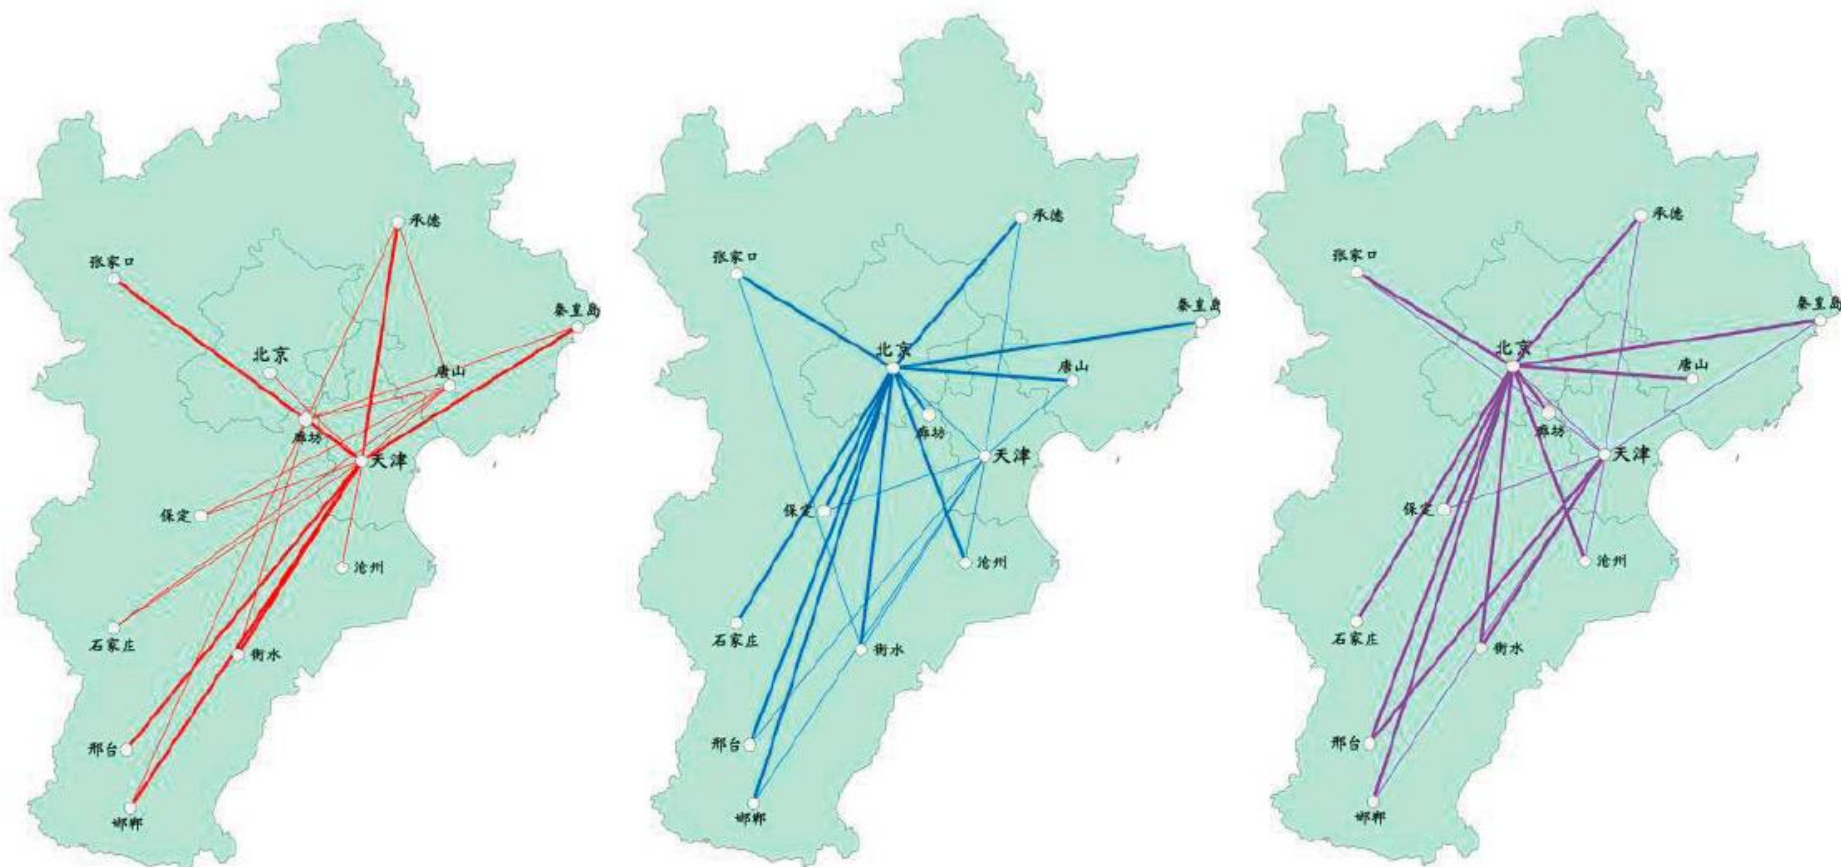 承德
张家口
秦皇岛
北京
唐山
廊坊
天津
保定
沧州
石家庄
衡水
邢台
邯郸
承德
张家口
秦皇岛
北京
唐山
廊坊
天津
保定
沧州
石家庄
衡水
邢台
邯郸
承德
张家口
秦皇岛
北京
唐山
廊坊
天津
保定
沧州
石家庄
衡水
邢台
邯郸